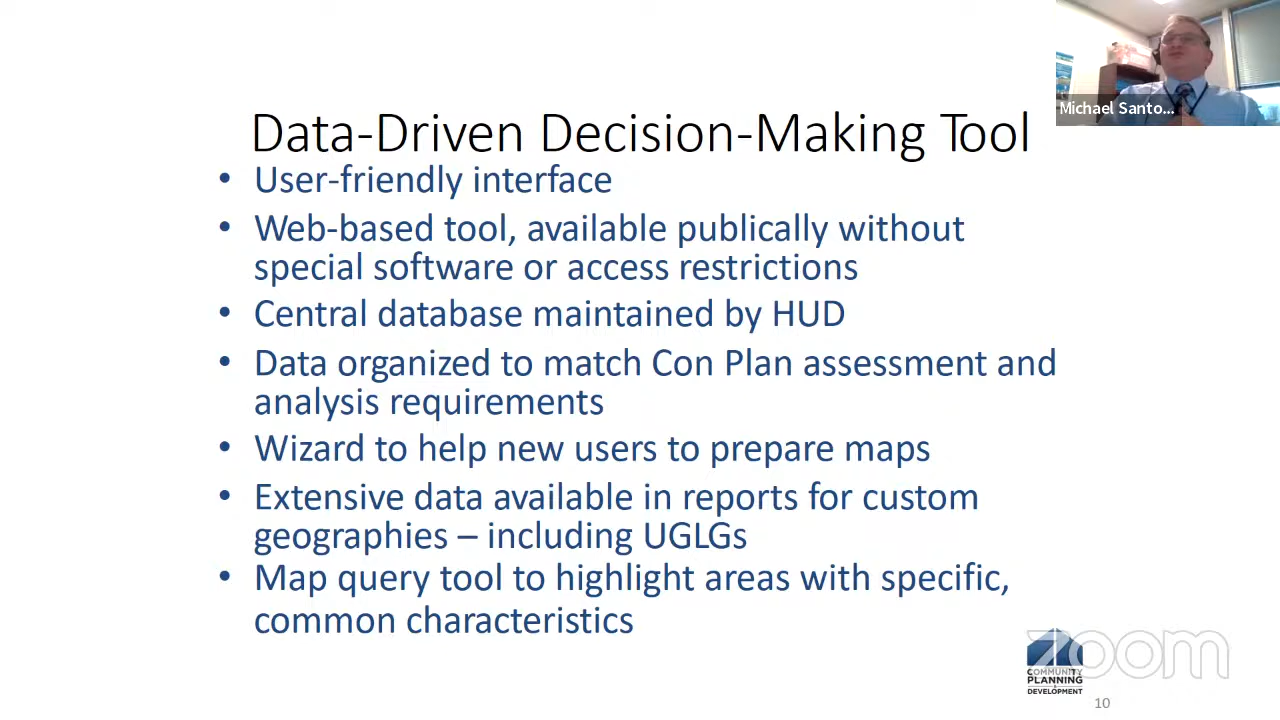 Michael Santo...
Data-Driven Decision-Making Tool
• User-friendly interface
• Web-based tool, available publically without
special software or access restrictions
• Central database maintained by HUD
• Data organized to match Con Plan assessment and
analysis requirements
• Wizard to help new users to prepare maps
• Extensive data available in reports for custom
geographies – including UGLGs
• Map query tool to highlight areas with specific,
common characteristics
zoom
COMMUNITY
PLANNING
DEVELOPMENT
10